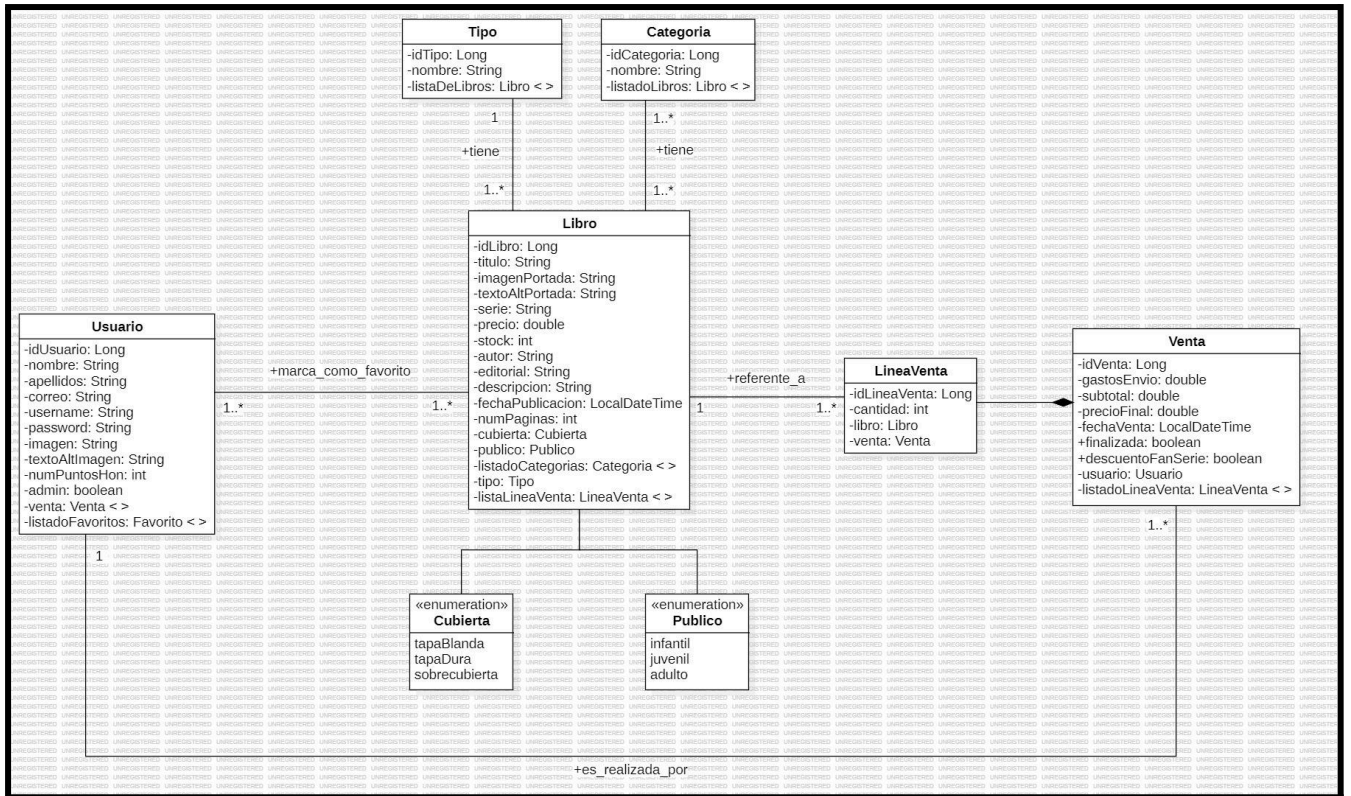 Tipo
-idTipo: Long
-nombre: String
-listaDeLibros: Libro < >
Categoria
-idCategoria: Long
-nombre: String
-listadoLibros: Libro < >
1
+tiene
1..*
1..*
+tiene
1..*
Libro
-idLibro: Long
-titulo: String
-imagenPortada: String
-textoAltPortada: String
-serie: String
-precio: double
-stock: int
-autor: String
-editorial: String
-descripcion: String
-fechaPublicacion: LocalDateTime
-numPaginas: int
-cubierta: Cubierta
-publico: Publico
-listadoCategorias: Categoria < >
-tipo: Tipo
-listaLineaVenta: LineaVenta < >
Usuario
-idUsuario: Long
-nombre: String
-apellidos: String
-correo: String
-username: String
-password: String
-imagen: String
-textoAltImagen: String
-numPuntosHon: int
-admin: boolean
-venta: Venta < >
-listadoFavoritos: Favorito < >
+marca_como_favorito
1..*
1..*
+referente_a
1
1..*
LineaVenta
-idLineaVenta: Long
-cantidad: int
-libro: Libro
-venta: Venta
Venta
-idVenta: Long
-gastosEnvio: double
-subtotal: double
-precioFinal: double
-fechaVenta: LocalDateTime
+finalizada: boolean
+descuentoFanSerie: boolean
-usuario: Usuario
-listadoLineaVenta: LineaVenta < >
1..*
1
«enumeration»
Cubierta
tapaBlanda
tapaDura
sobrecubierta
«enumeration»
Publico
infantil
juvenil
adulto
+es_realizada_por
UNREGISTERED